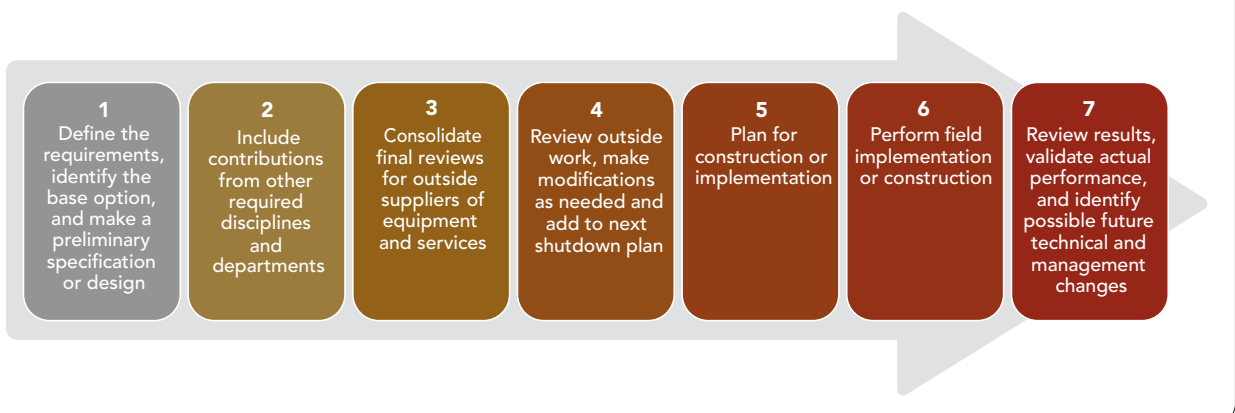 1
Define the
requirements,
identify the
base option,
and make a
preliminary
specification
or design
2
Include
contributions
from other
required
disciplines
and
departments
3
Consolidate
final reviews
for outside
suppliers of
equipment
and services
4
Review outside
work, make
modifications
as needed and
add to next
shutdown plan
5
Plan for
construction or
implementation
6
Perform field
implementation
or construction
7
Review results,
validate actual
performance,
and identify
possible future
technical and
management
changes